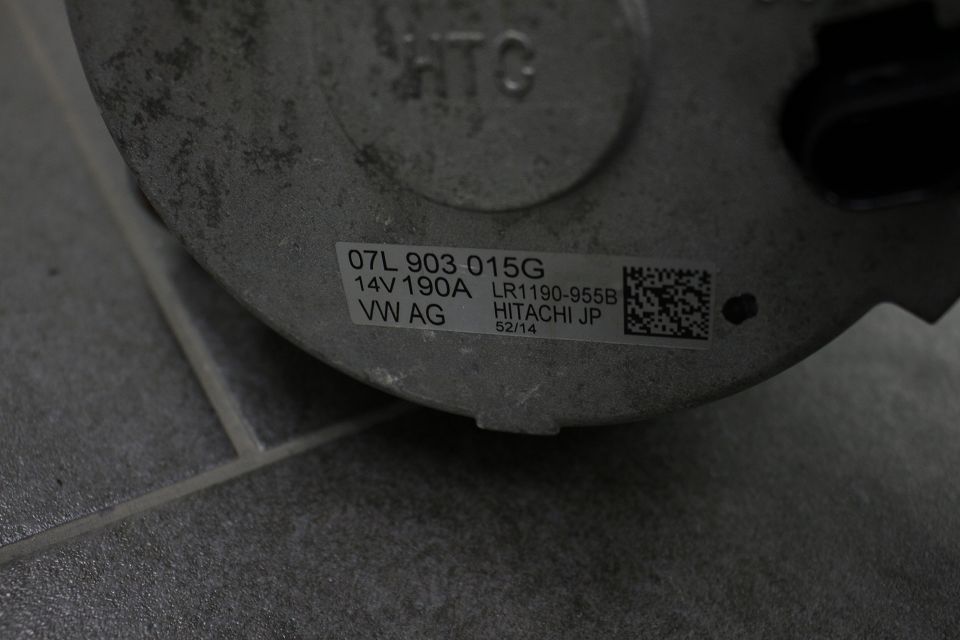 HTC
07L 903 015G
14V 190A LR1190-955B
VW AG HITACHI JP
52/14